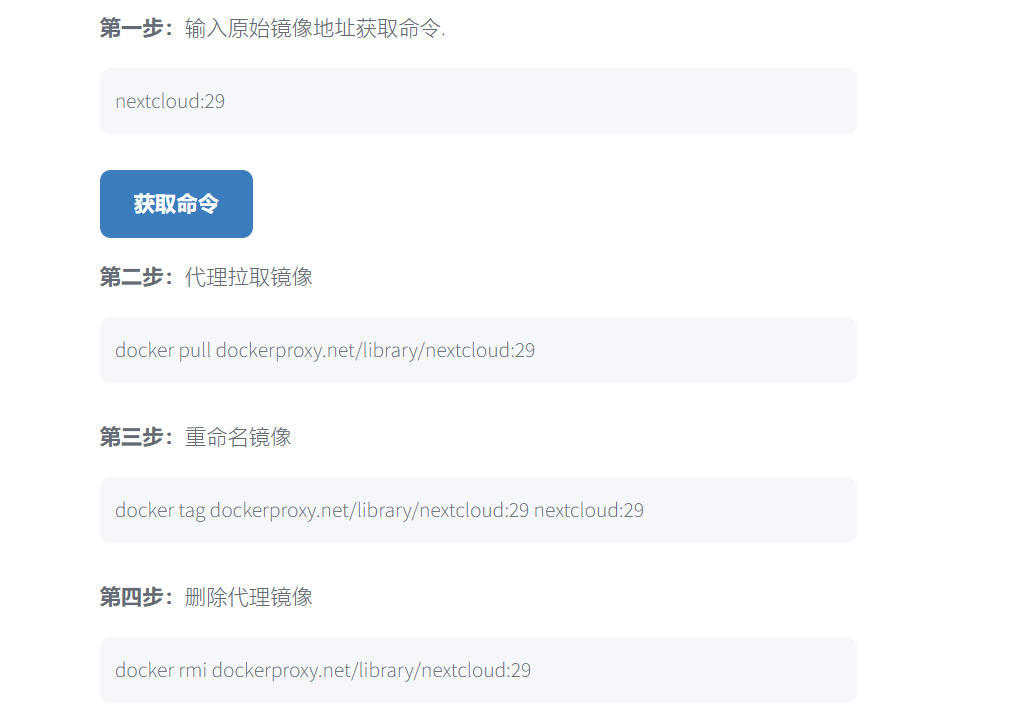 第一步：输入原始镜像地址获取命令.
nextcloud:29
获取命令
第二步：代理拉取镜像
docker pull dockerproxy.net/library/nextcloud:29
第三步：重命名镜像
docker tag dockerproxy.net/library/nextcloud:29 nextcloud:29
第四步：删除代理镜像
docker rmi dockerproxy.net/library/nextcloud:29